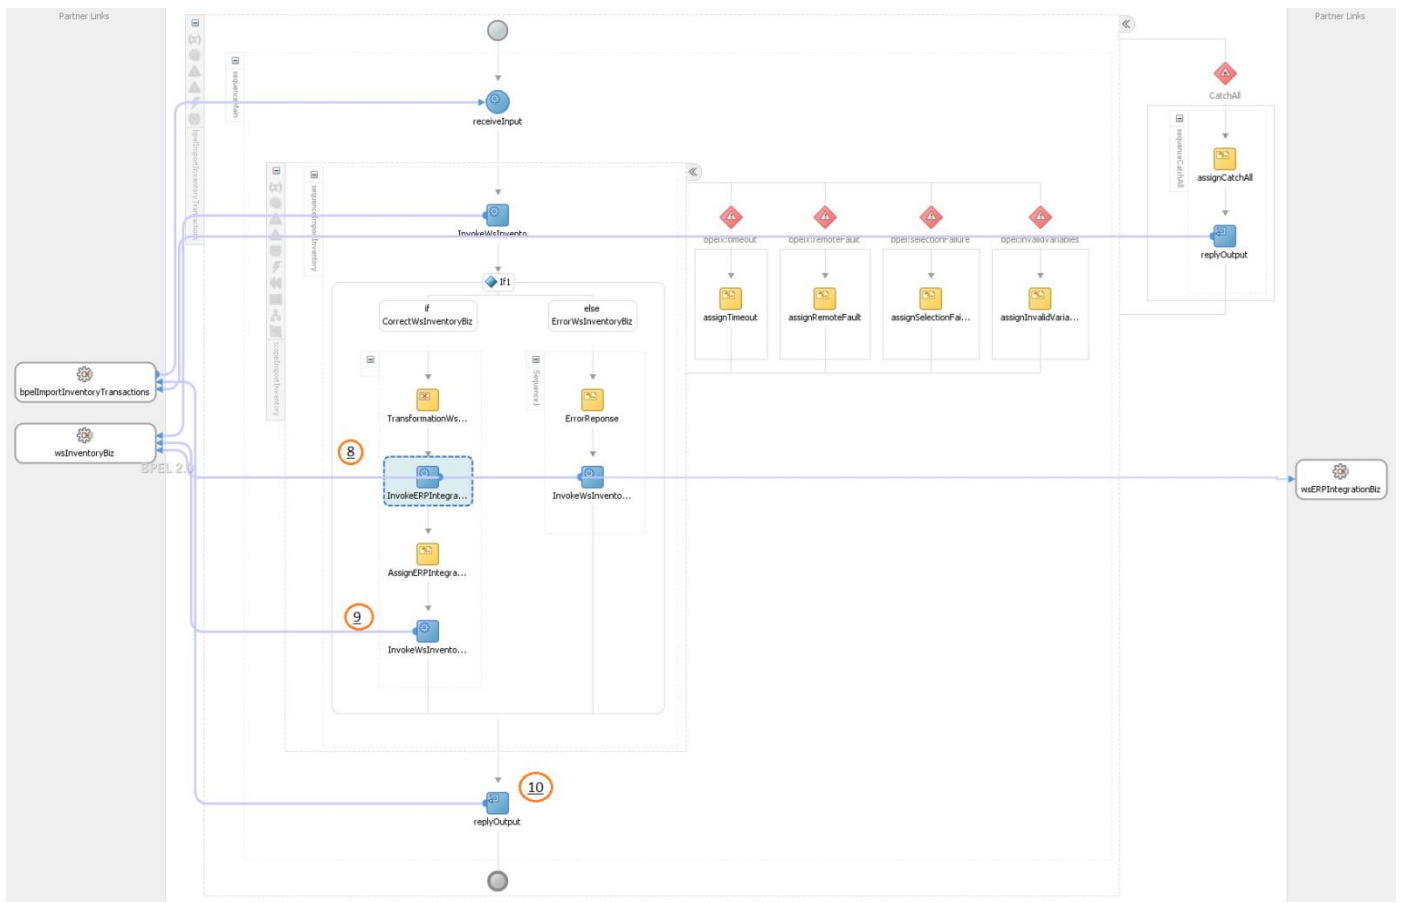 Partner Links
Partner Links
sequenceMain
receiveInput
CatchAll
sequenceCatchAll
assignCatchAll
replyOutput
bpelImportInventoryTransactions
sequenceImporInventory
InvokeWsInvento...
bpelx:timeout
bpelx:remoteFault
bpel:selectionFailure
bpel:invalidVariables
assignTimeout
assignRemoteFault
assignSelectionFai...
assignInvalidVaria...
If1
if
CorrectWsInventoryBiz
else
ErrorWsInventoryBiz
scopeImportInventory
Sequence1
bpelImportInventoryTransactions
wsInventoryBiz
BPEL 2.0
TransformationWs...
ErrorReponse
8
InvokeERPIntegra...
InvokeWsInvento...
wsERPIntegrationBiz
AssignERPIntegra...
9
InvokeWsInvento...
10
replyOutput